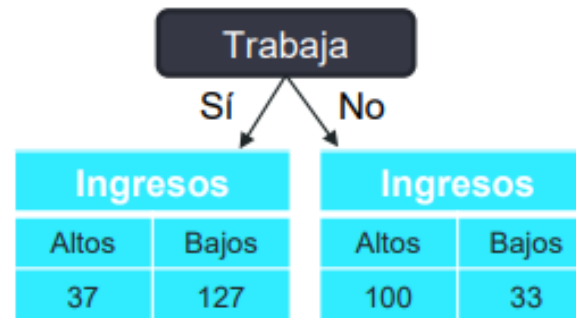 Trabaja
Sí No
Ingresos Ingresos
Altos Bajos Altos Bajos
37 127 100 33